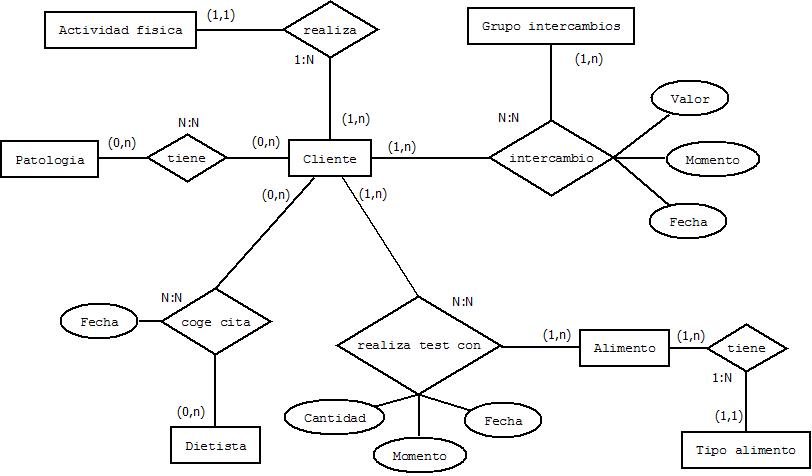 Actividad fisica
(1,1)
realiza
1:N
(1,n)
Grupo intercambios
(1,n)
N:N
intercambio
Valor
Momento
Fecha
Patologia
(0,n)
N:N
tiene
(0,n)
Cliente
(1,n)
(0,n)
(1,n)
N:N
Fecha
coge cita
(0,n)
Dietista
N:N
realiza test con
Cantidad
Momento
Fecha
(1,n)
Alimento
(1,n)
tiene
1:N
(1,1)
Tipo alimento